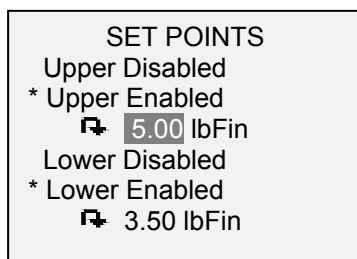 SET POINTS
Upper Disabled
* Upper Enabled
5.00 lbFin
Lower Disabled
* Lower Enabled
3.50 lbFin